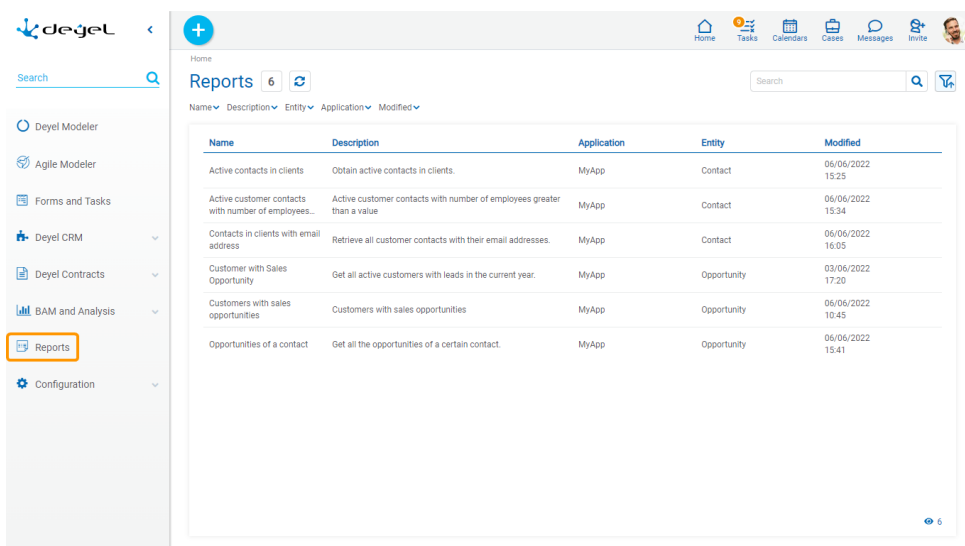 deyel
Search
Deyel Modeler
Agile Modeler
Forms and Tasks
Deyel CRM
Deyel Contracts
BAM and Analysis
Reports
Configuration
9
Home Tasks Calendars Cases Messages Invite
Home
Reports 6
Search
Name Description Entity Application Modified
Name Description Application Entity Modified
Active contacts in clients Obtain active contacts in clients. MyApp Contact 06/06/2022
15:25
Active customer contacts Active customer contacts with number of employees greater MyApp Contact 06/06/2022
with number of employees... than a value 15:34
Contacts in clients with email Retrieve all customer contacts with their email addresses. MyApp Contact 06/06/2022
address 16:05
Customer with Sales Get all active customers with leads in the current year. MyApp Opportunity 03/06/2022
Opportunity 17:20
Customers with sales Customers with sales opportunities MyApp Opportunity 06/06/2022
opportunities 10:45
Opportunities of a contact Get all the opportunities of a certain contact. MyApp Opportunity 06/06/2022
15:41
6